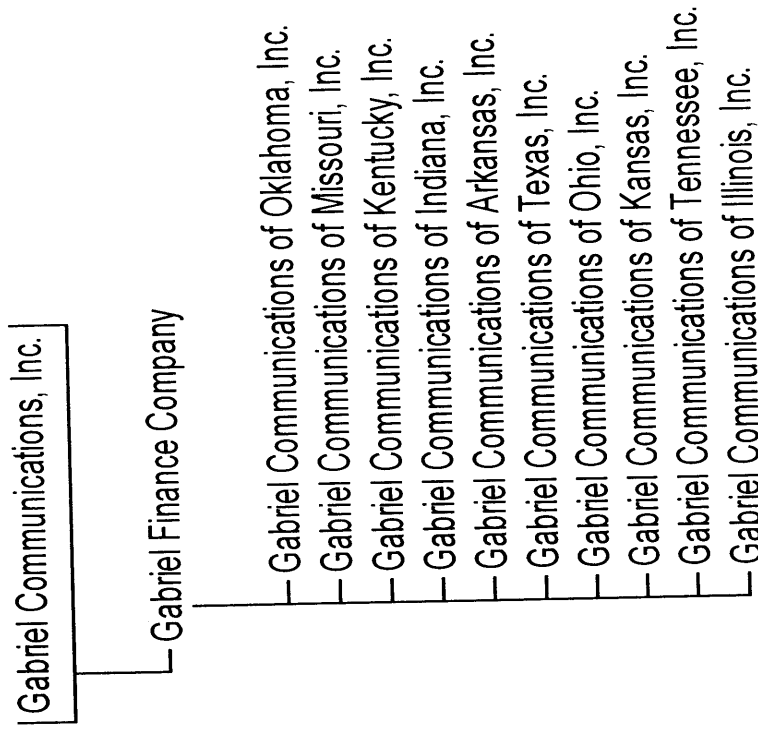 Gabriel Communications, Inc.
Gabriel Finance Company
Gabriel Communications of Oklahoma, Inc.
Gabriel Communications of Missouri, Inc.
Gabriel Communications of Kentucky, Inc.
Gabriel Communications of Indiana, Inc.
Gabriel Communications of Arkansas, Inc.
Gabriel Communications of Texas, Inc.
Gabriel Communications of Ohio, Inc.
Gabriel Communications of Kansas, Inc.
Gabriel Communications of Tennessee, Inc.
Gabriel Communications of Illinois, Inc.